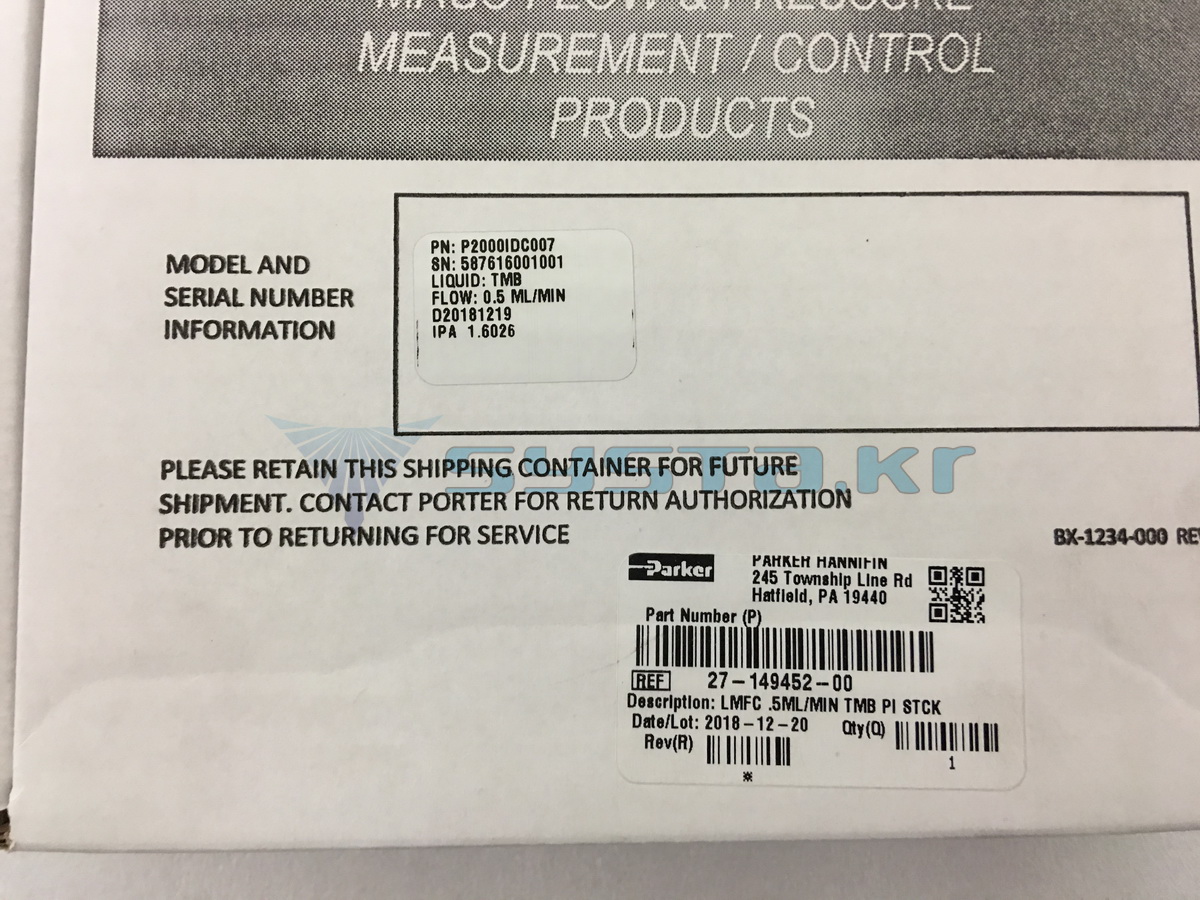 MASS FLOW & PRESSURE
MEASUREMENT / CONTROL
PRODUCTS
MODEL AND
SERIAL NUMBER
INFORMATION
PN: P2000IDC007
SN: 587616001001
LIQUID: TMB
FLOW: 0.5 ML/MIN
D20181219
IPA 1.6026
susta.kr
PLEASE RETAIN THIS SHIPPING CONTAINER FOR FUTURE
SHIPMENT. CONTACT PORTER FOR RETURN AUTHORIZATION
PRIOR TO RETURNING FOR SERVICE
BX-1234-000 RE
Parker
PARKER HANNIFIN
245 Township Line Rd
Hatfield, PA 19440
Part Number (P)
REF 27-149452-00
Description: LMFC .5ML/MIN TMB PI STCK
Date/Lot: 2018-12-20 Qty(Q)
Rev(R)
1